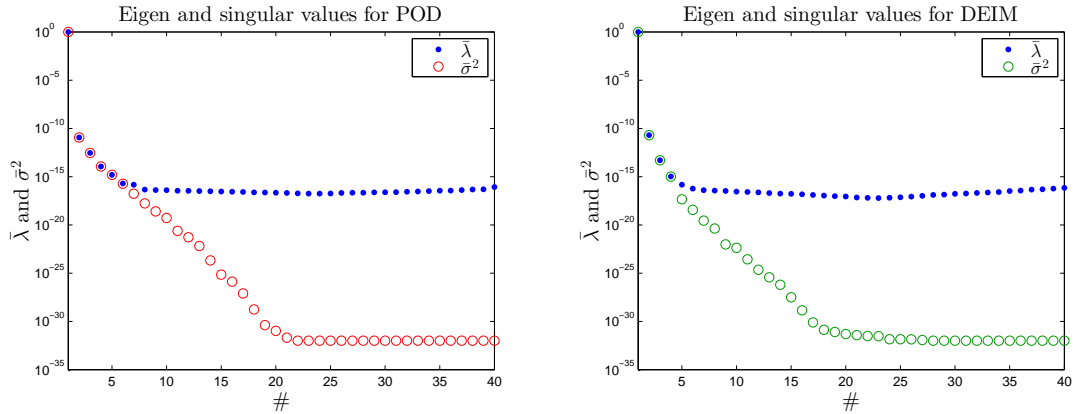 Eigen and singular values for POD
10^0
10^{-5}
10^{-10}
10^{-15}
10^{-20}
10^{-25}
10^{-30}
10^{-35}
λ̄ and σ̄²
λ̄
σ̄²
5 10 15 20 25 30 35 40
#
Eigen and singular values for DEIM
10^0
10^{-5}
10^{-10}
10^{-15}
10^{-20}
10^{-25}
10^{-30}
10^{-35}
λ̄ and σ̄²
λ̄
σ̄²
5 10 15 20 25 30 35 40
#